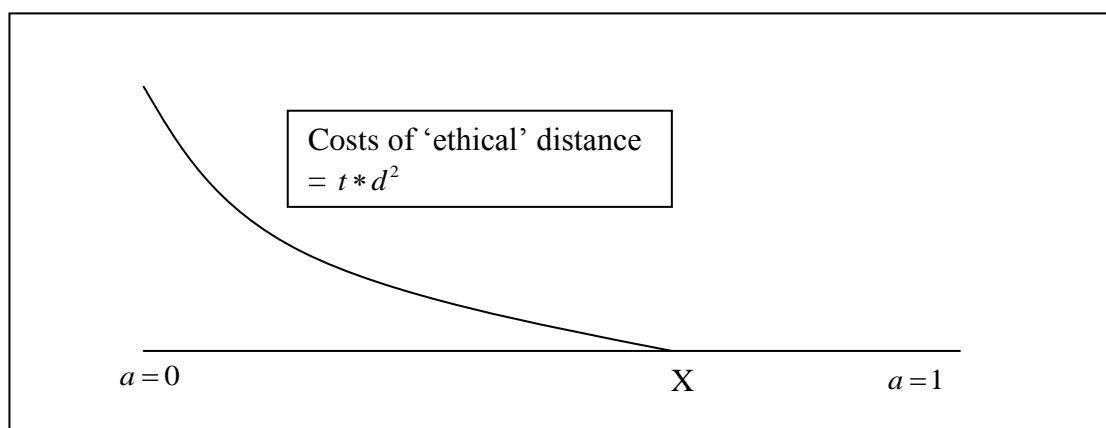 Costs of ‘ethical’ distance
= t * d²
a = 0
X
a = 1